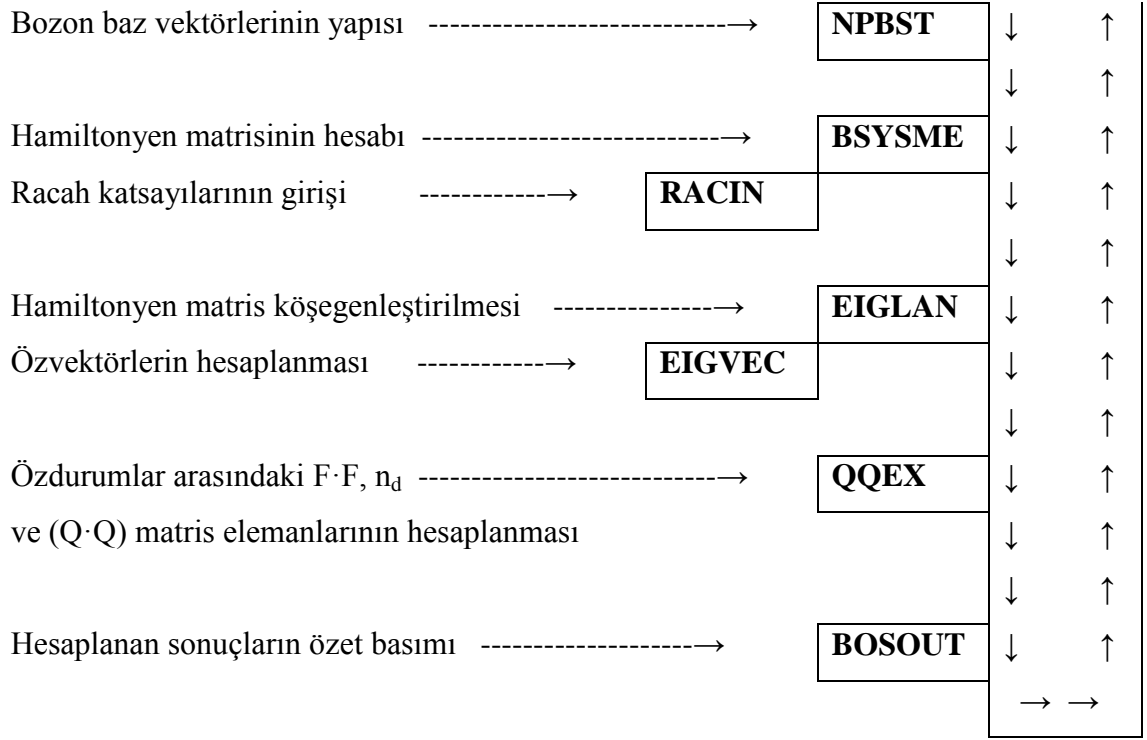 Bozon baz vektörlerinin yapısı ----------------------------→ NPBST ↓ ↑
↓ ↑
Hamiltonyen matrisinin hesabı ----------------------------→ BSYSME ↓ ↑
Racah katsayılarının girişi ------------→ RACIN ↓ ↑
↓ ↑
Hamiltonyen matris köşegenleştirilmesi ----------------→ EIGLAN ↓ ↑
Özvektörlerin hesaplanması ------------→ EIGVEC ↓ ↑
↓ ↑
Özdurumlar arasındaki F·F, n_d ----------------------------→ QQEX ↓ ↑
ve (Q·Q) matris elemanlarının hesaplanması ↓ ↑
↓ ↑
Hesaplanan sonuçların özet basımı --------------------→ BOSOUT ↓ ↑
→ →